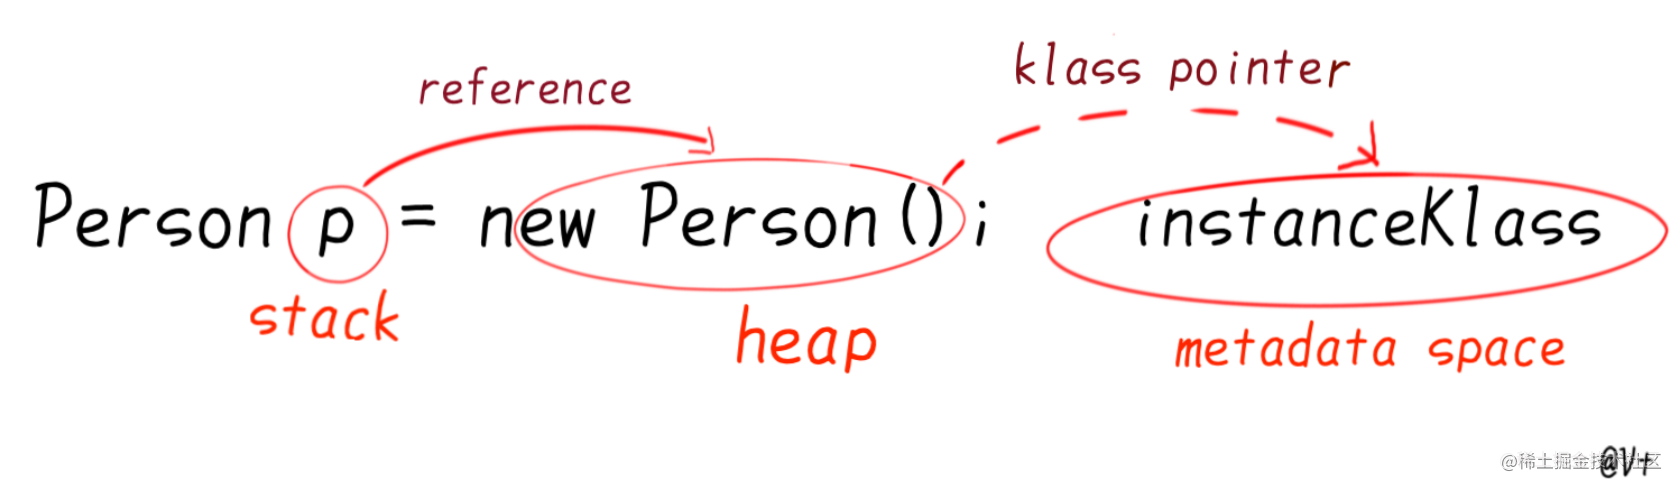 klass pointer
reference
Person p = new Person(); instanceKlass
stack
heap
metadata space
@稀土掘金技术社区
@V+